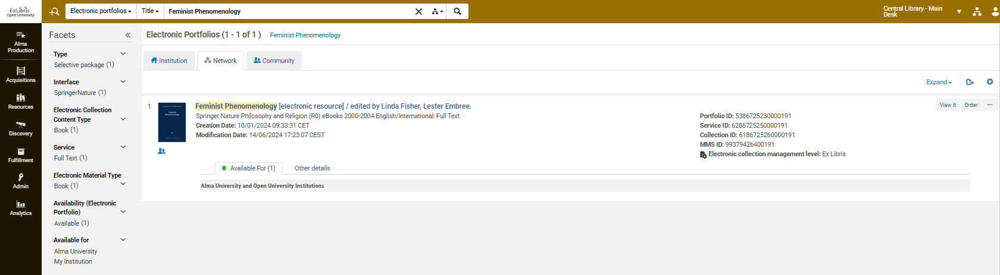 ExLibris
Open University
Electronic portfolios
Title
Feminist Phenomenology
Central Library - Main
Desk
Alma
Production
Acquisitions
Resources
Discovery
Fulfillment
Admin
Analytics
Facets
Type
Selective package (1)
Interface
SpringerNature (1)
Electronic Collection
Content Type
Book (1)
Service
Full Text (1)
Electronic Material Type
Book (1)
Availability (Electronic
Portfolio)
Available (1)
Available for
Alma University
My Institution
Electronic Portfolios (1 - 1 of 1 ) Feminist Phenomenology
Institution Network Community
Expand
1
Feminist Phenomenology
Feminist Phenomenology [electronic resource] / edited by Linda Fisher, Lester Embree.
View It Order ...
Springer Nature Philosophy and Religion (R0) eBooks 2000-2004 English/International: Full Text
Creation Date: 10/01/2024 09:33:31 CET
Modification Date: 14/06/2024 17:23:07 CEST
Portfolio ID: 5386725230000191
Service ID: 6286725250000191
Collection ID: 6186725260000191
MMS ID: 99379426400191
Electronic collection management level: Ex Libris
Available For (1) Other details
Alma University and Open University Institutions